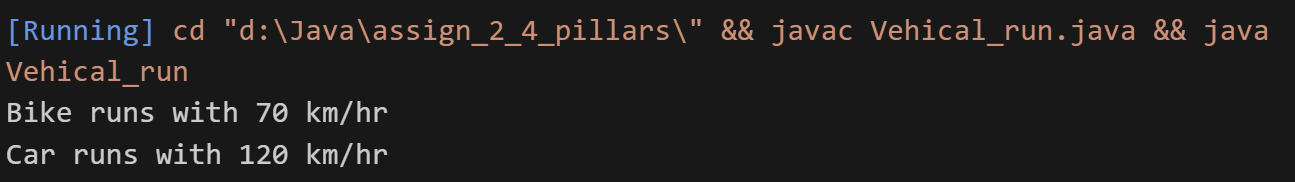 [Running] cd "d:\Java\assign_2_4_pillars\" && javac Vehical_run.java && java
Vehical_run
Bike runs with 70 km/hr
Car runs with 120 km/hr